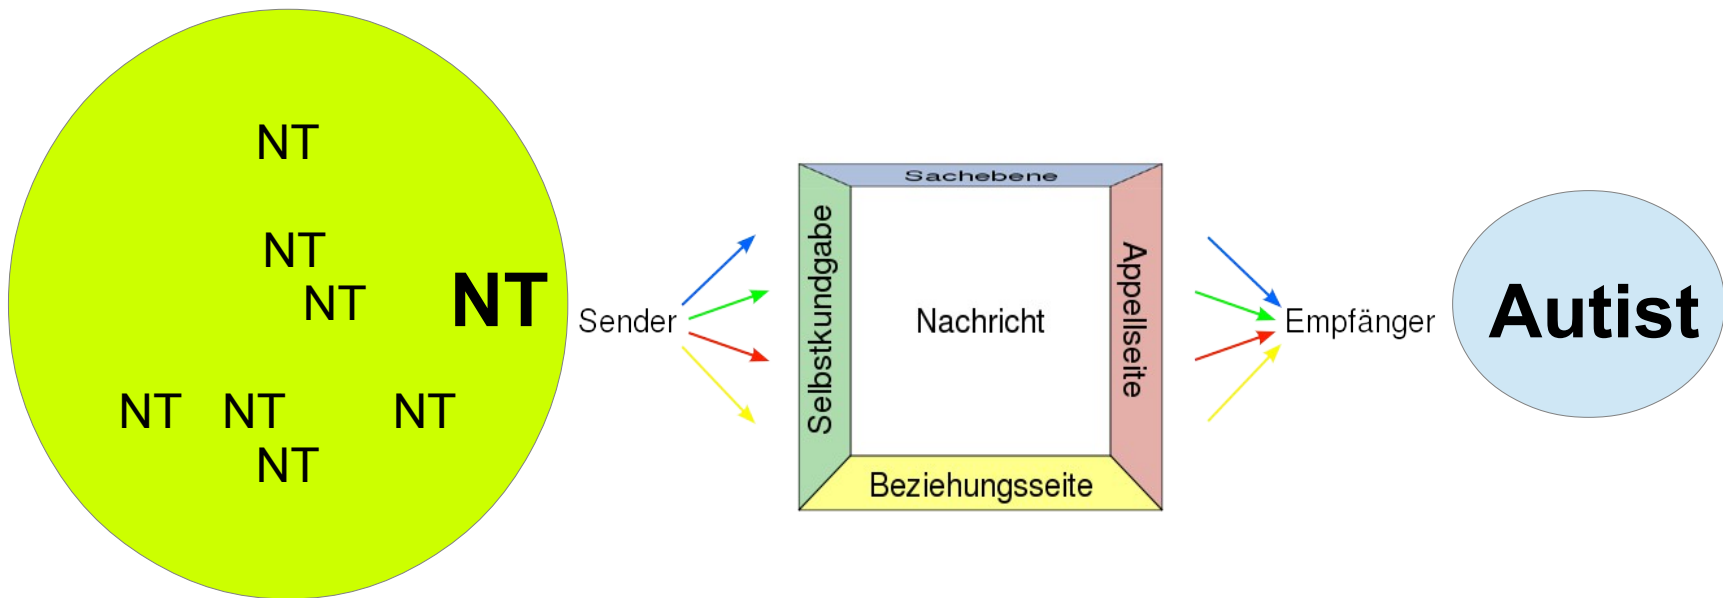 NT
NT
NT
NT
NT NT NT
NT
Sender
Sachebene
Selbstkundgabe
Nachricht
Appellseite
Beziehungsseite
Empfänger
Autist